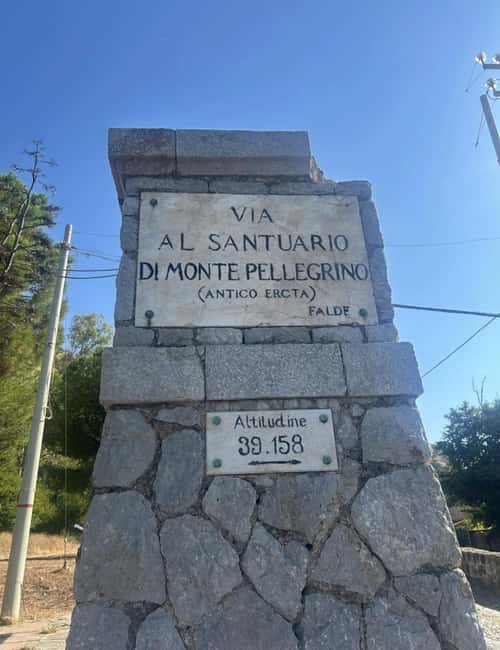 VIA
AL SANTUARIO
DI MONTE PELLEGRINO
(ANTICO ERCTA)
FALDE
Altitudine
39.158